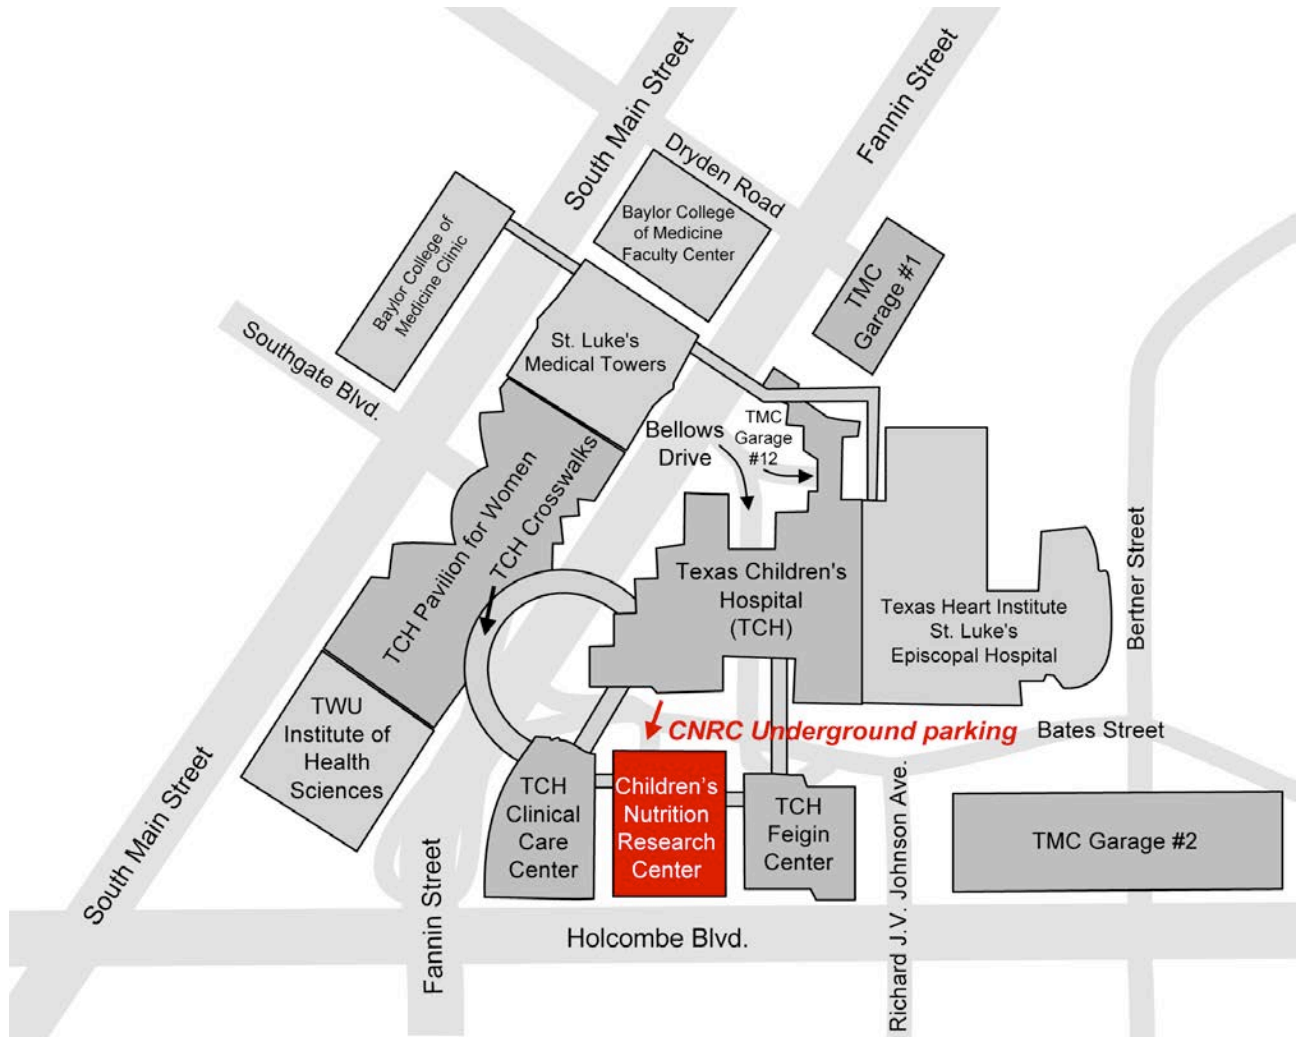 South Main Street
Fannin Street
Dryden Road
Baylor College
of Medicine
Faculty Center
Baylor College of
Medicine Clinic
TMC
Garage #1
Southgate Blvd.
St. Luke's
Medical Towers
Bellows
Drive
TMC
Garage
#12
TCH Pavilion for Women
TCH Crosswalks
Texas Children's
Hospital
(TCH)
Texas Heart Institute
St. Luke's
Episcopal Hospital
Bertner Street
TWU
Institute of
Health
Sciences
CNRC Underground parking
Bates Street
South Main Street
TCH
Clinical
Care
Center
Children’s
Nutrition
Research
Center
TCH
Feigin
Center
Richard J.V. Johnson Ave.
TMC Garage #2
Fannin Street
Holcombe Blvd.